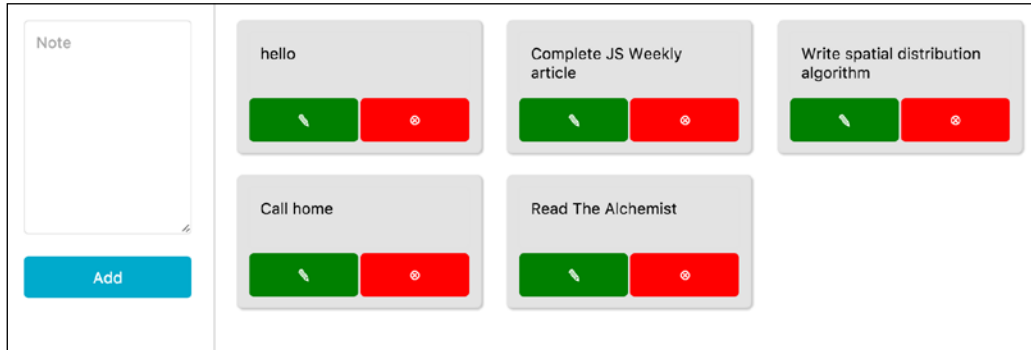 Note
Add
hello
Complete JS Weekly
article
Write spatial distribution
algorithm
Call home
Read The Alchemist